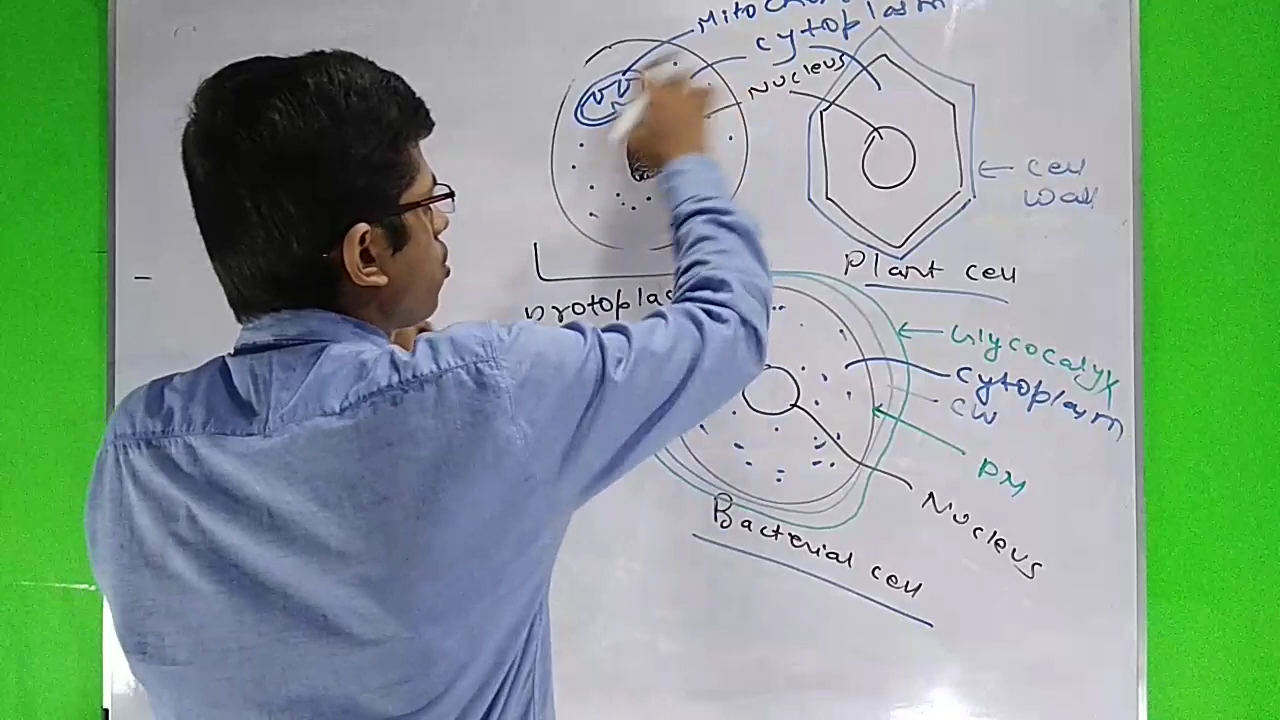 cytoplasm
Nucleus
cell
wall
Plant cell
Glycocalyx
cytoplasm
CW
PM
Nucleus
Bacterial cell